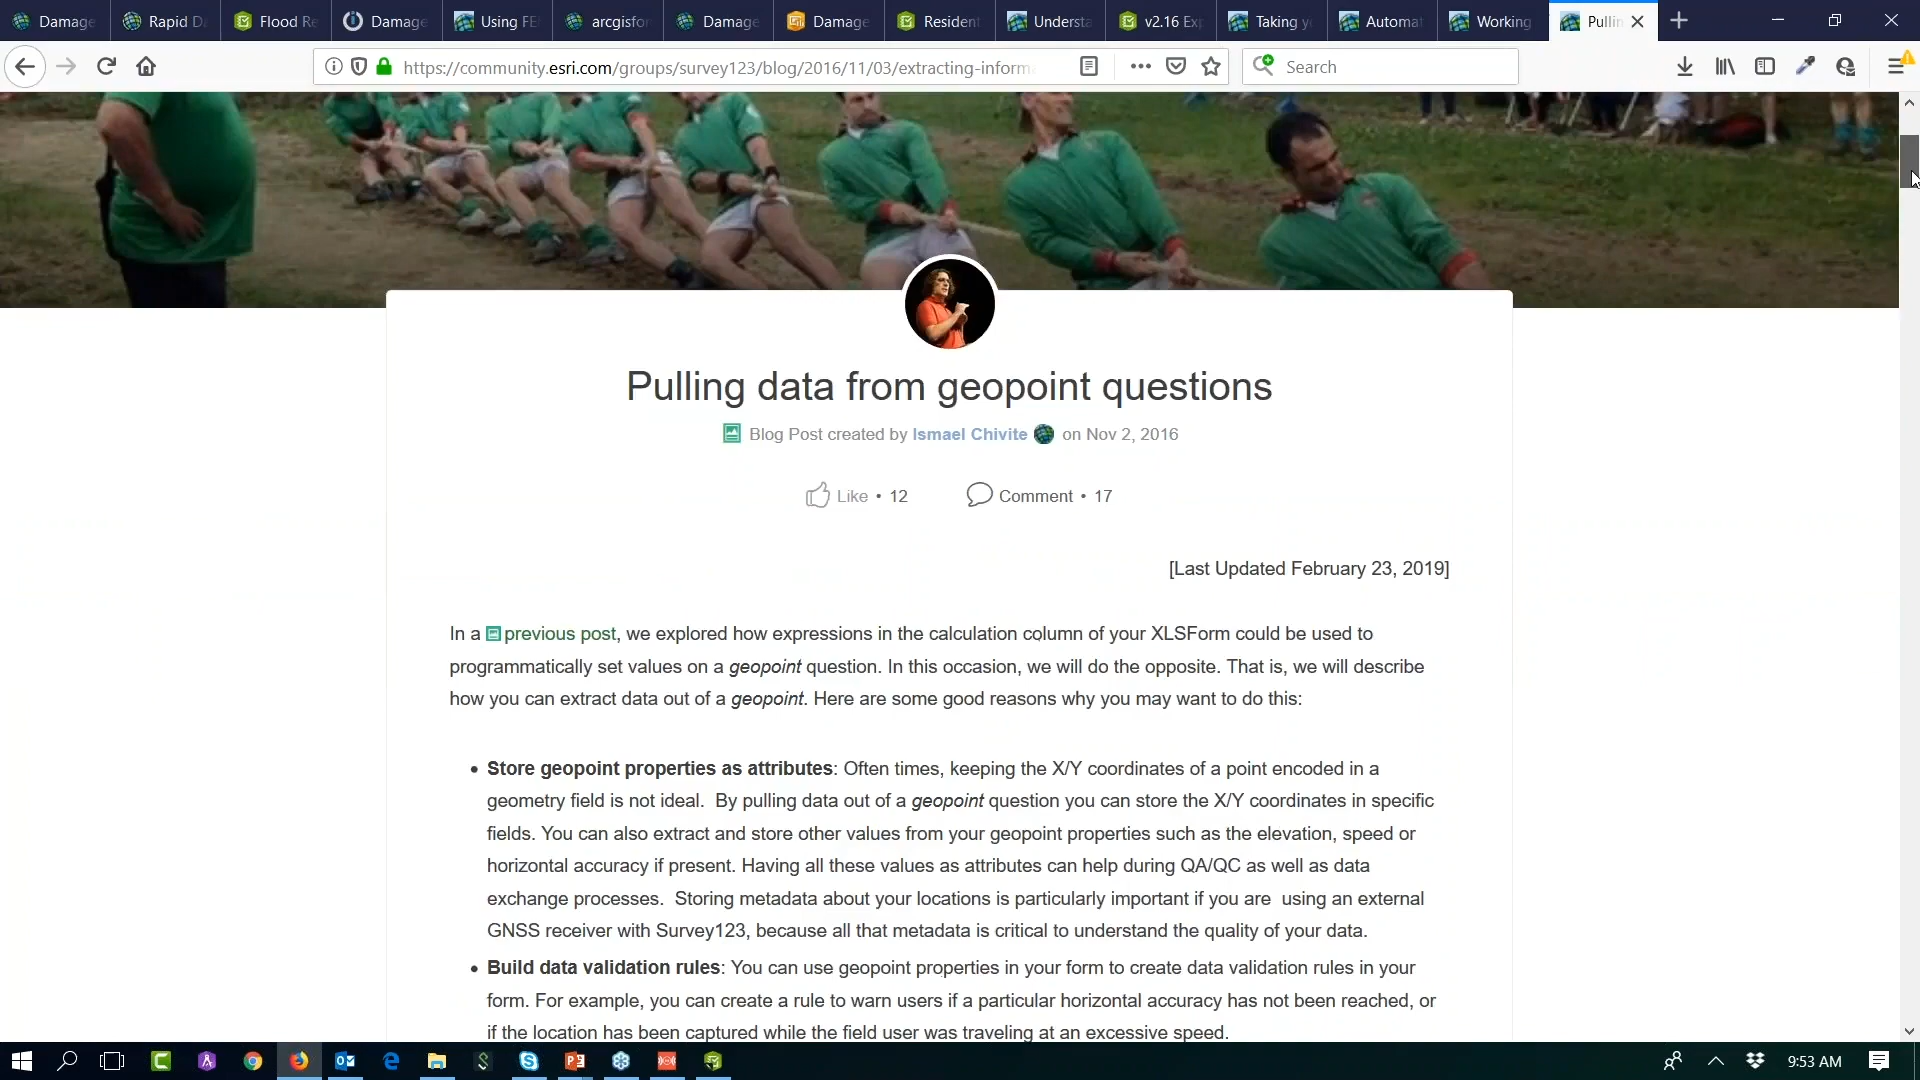 Damage Rapid Da Flood Re Damage Using FE arcgisfor Damage Damage Resident Understa v2.16 Exp Taking y Automat Working Pullin
https://community.esri.com/groups/survey123/blog/2016/11/03/extracting-inform
Search
Pulling data from geopoint questions
Blog Post created by Ismael Chivite on Nov 2, 2016
Like • 12 Comment • 17
[Last Updated February 23, 2019]
In a previous post, we explored how expressions in the calculation column of your XLSForm could be used to
programmatically set values on a geopoint question. In this occasion, we will do the opposite. That is, we will describe
how you can extract data out of a geopoint. Here are some good reasons why you may want to do this:
• Store geopoint properties as attributes: Often times, keeping the X/Y coordinates of a point encoded in a
geometry field is not ideal. By pulling data out of a geopoint question you can store the X/Y coordinates in specific
fields. You can also extract and store other values from your geopoint properties such as the elevation, speed or
horizontal accuracy if present. Having all these values as attributes can help during QA/QC as well as data
exchange processes. Storing metadata about your locations is particularly important if you are using an external
GNSS receiver with Survey123, because all that metadata is critical to understand the quality of your data.
• Build data validation rules: You can use geopoint properties in your form to create data validation rules in your
form. For example, you can create a rule to warn users if a particular horizontal accuracy has not been reached, or
if the location has been captured while the field user was traveling at an excessive speed.
9:53 AM